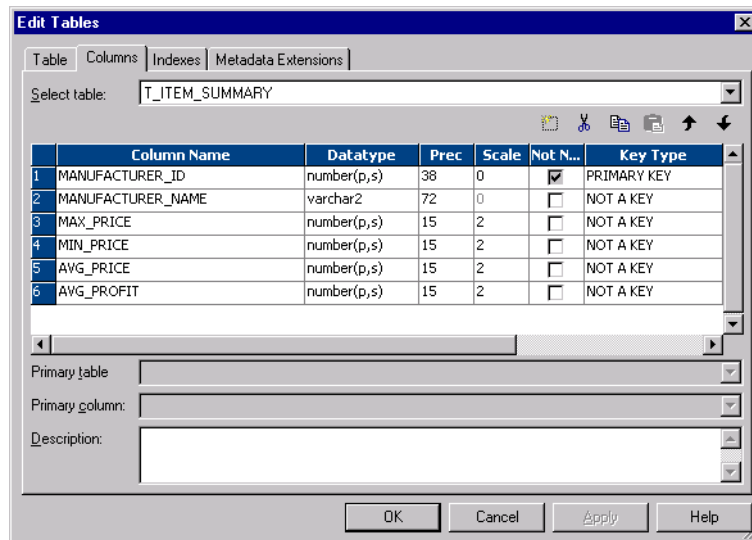 Edit Tables
Table Columns Indexes Metadata Extensions
Select table: T_ITEM_SUMMARY
Column Name Datatype Prec Scale Not N... Key Type
1 MANUFACTURER_ID number(p,s) 38 0 PRIMARY KEY
2 MANUFACTURER_NAME varchar2 72 0 NOT A KEY
3 MAX_PRICE number(p,s) 15 2 NOT A KEY
4 MIN_PRICE number(p,s) 15 2 NOT A KEY
5 AVG_PRICE number(p,s) 15 2 NOT A KEY
6 AVG_PROFIT number(p,s) 15 2 NOT A KEY
Primary table
Primary column:
Description:
OK Cancel Apply Help